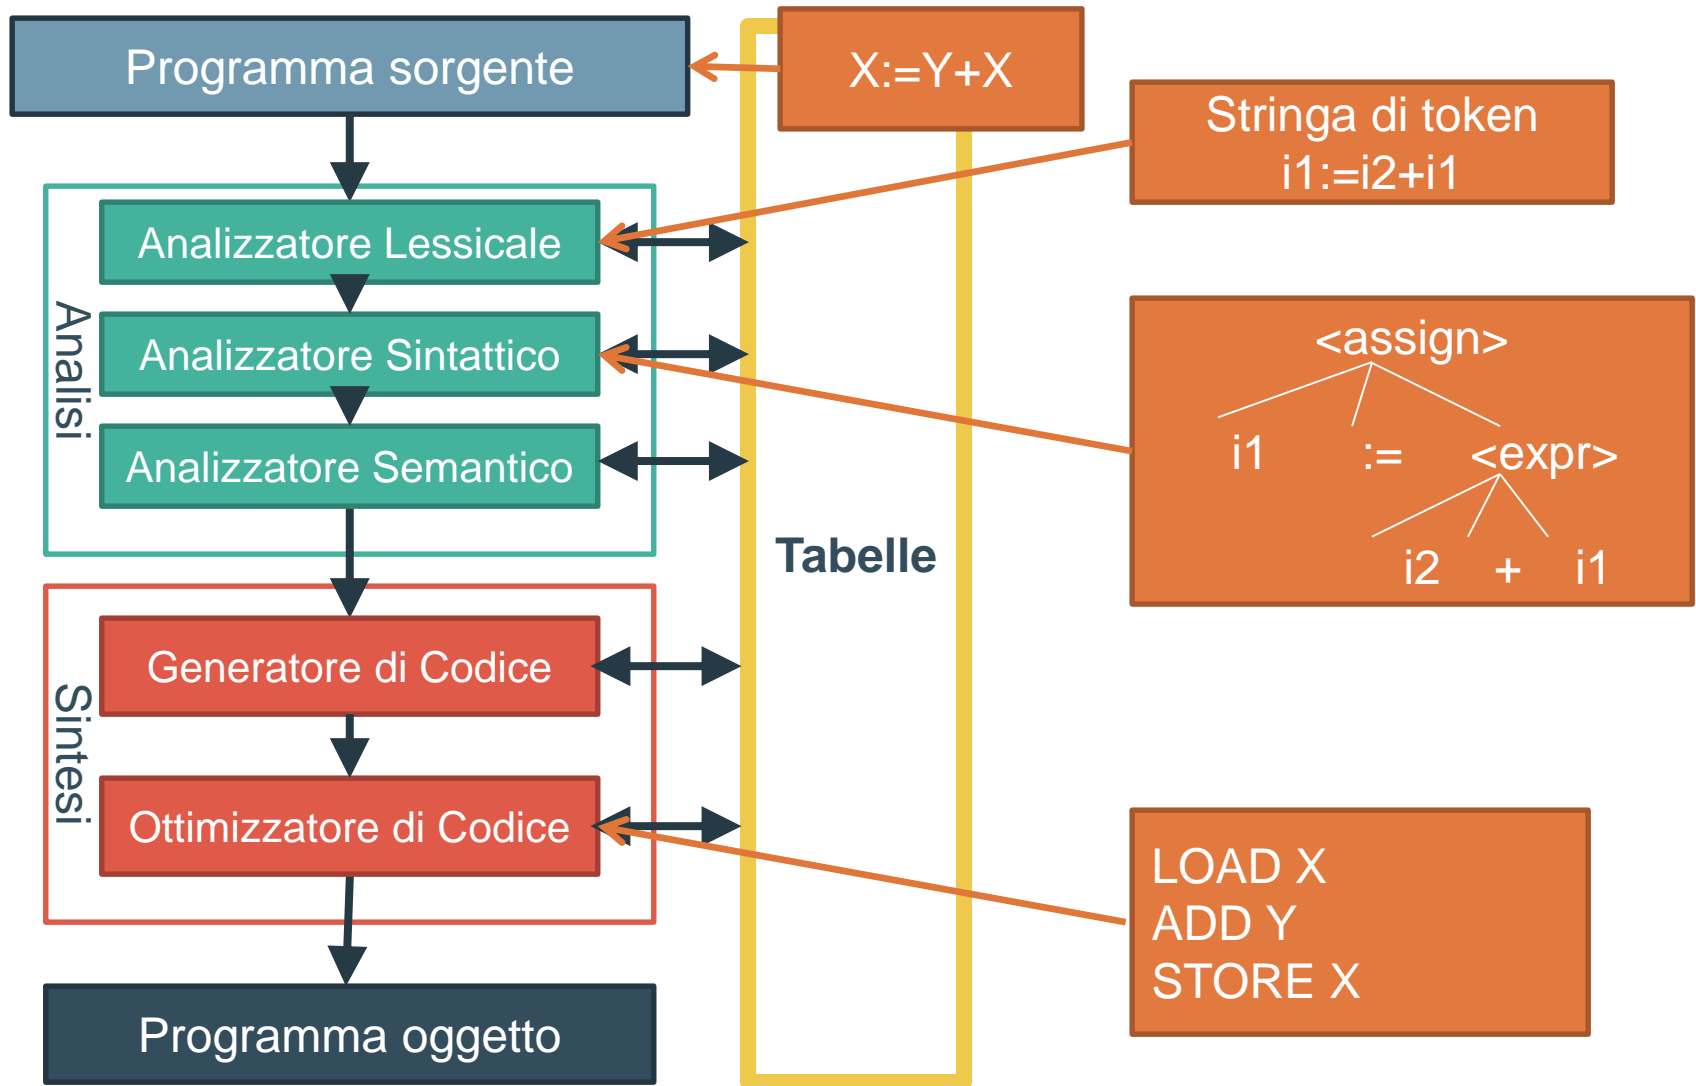 Programma sorgente
X:=Y+X
Stringa di token
i1:=i2+i1
Analisi
Analizzatore Lessicale
Analizzatore Sintattico
Analizzatore Semantico
<assign>
i1 := <expr>
i2 + i1
Tabelle
Sintesi
Generatore di Codice
Ottimizzatore di Codice
LOAD X
ADD Y
STORE X
Programma oggetto